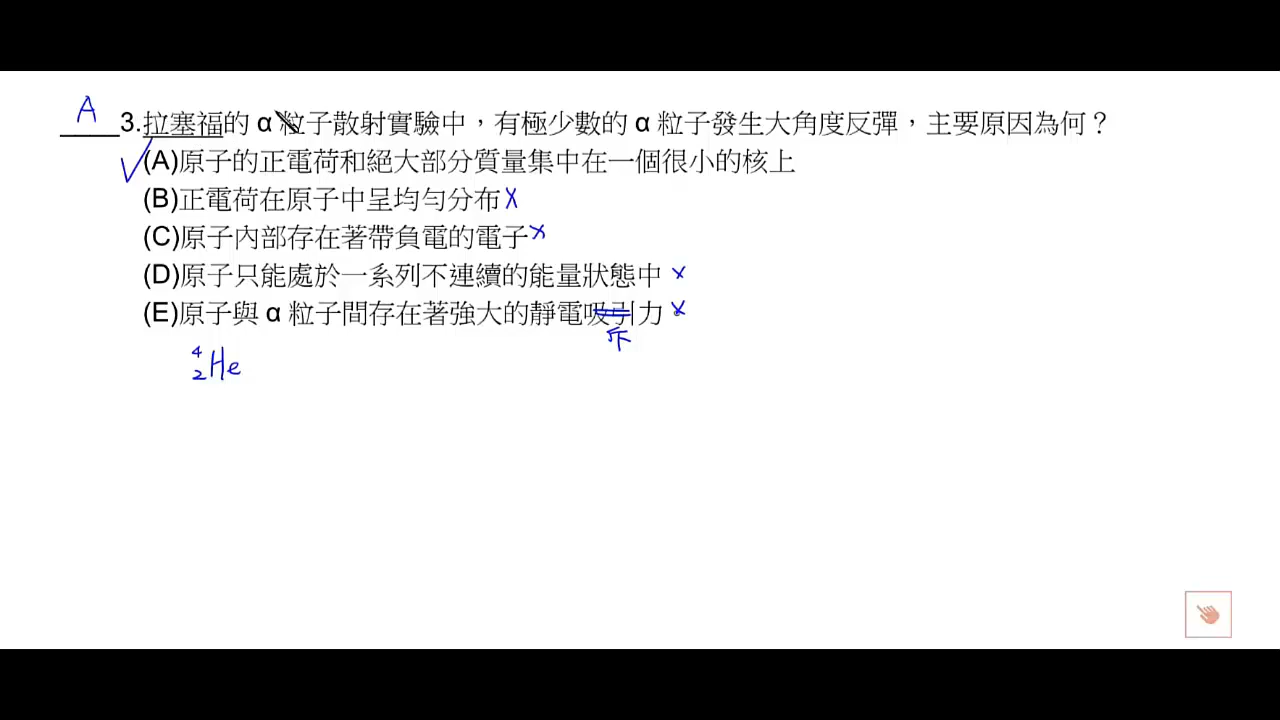 A 3.拉塞福的 α 粒子散射實驗中，有極少數的 α 粒子發生大角度反彈，主要原因為何？
✓(A)原子的正電荷和絕大部分質量集中在一個很小的核上
(B)正電荷在原子中呈均勻分布 x
(C)原子內部存在著帶負電的電子 x
(D)原子只能處於一系列不連續的能量狀態中 x
(E)原子與 α 粒子間存在著強大的靜電吸引力 x
斥
⁴₂He